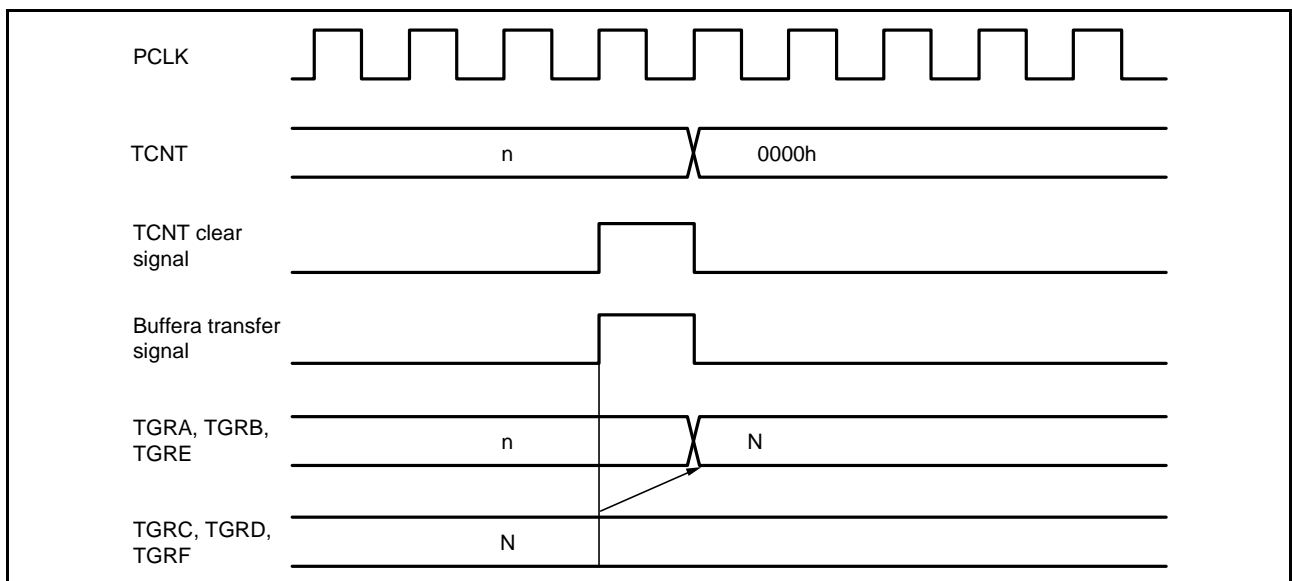 PCLK
TCNT
n
0000h
TCNT clear
signal
Buffera transfer
signal
TGRA, TGRB,
TGRE
n
N
TGRC, TGRD,
TGRF
N